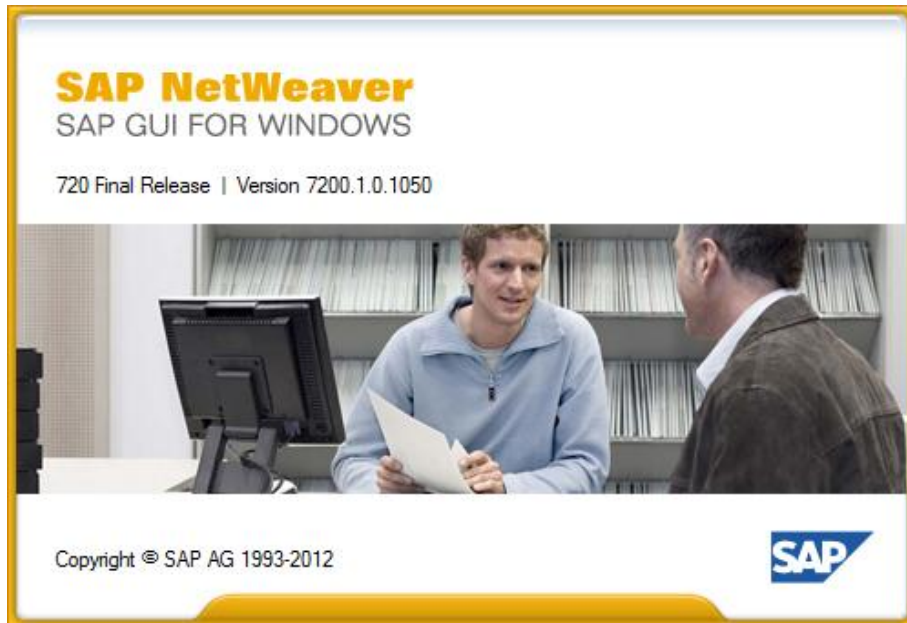 SAP NetWeaver
SAP GUI FOR WINDOWS
720 Final Release | Version 7200.1.0.1050
Copyright © SAP AG 1993-2012
SAP